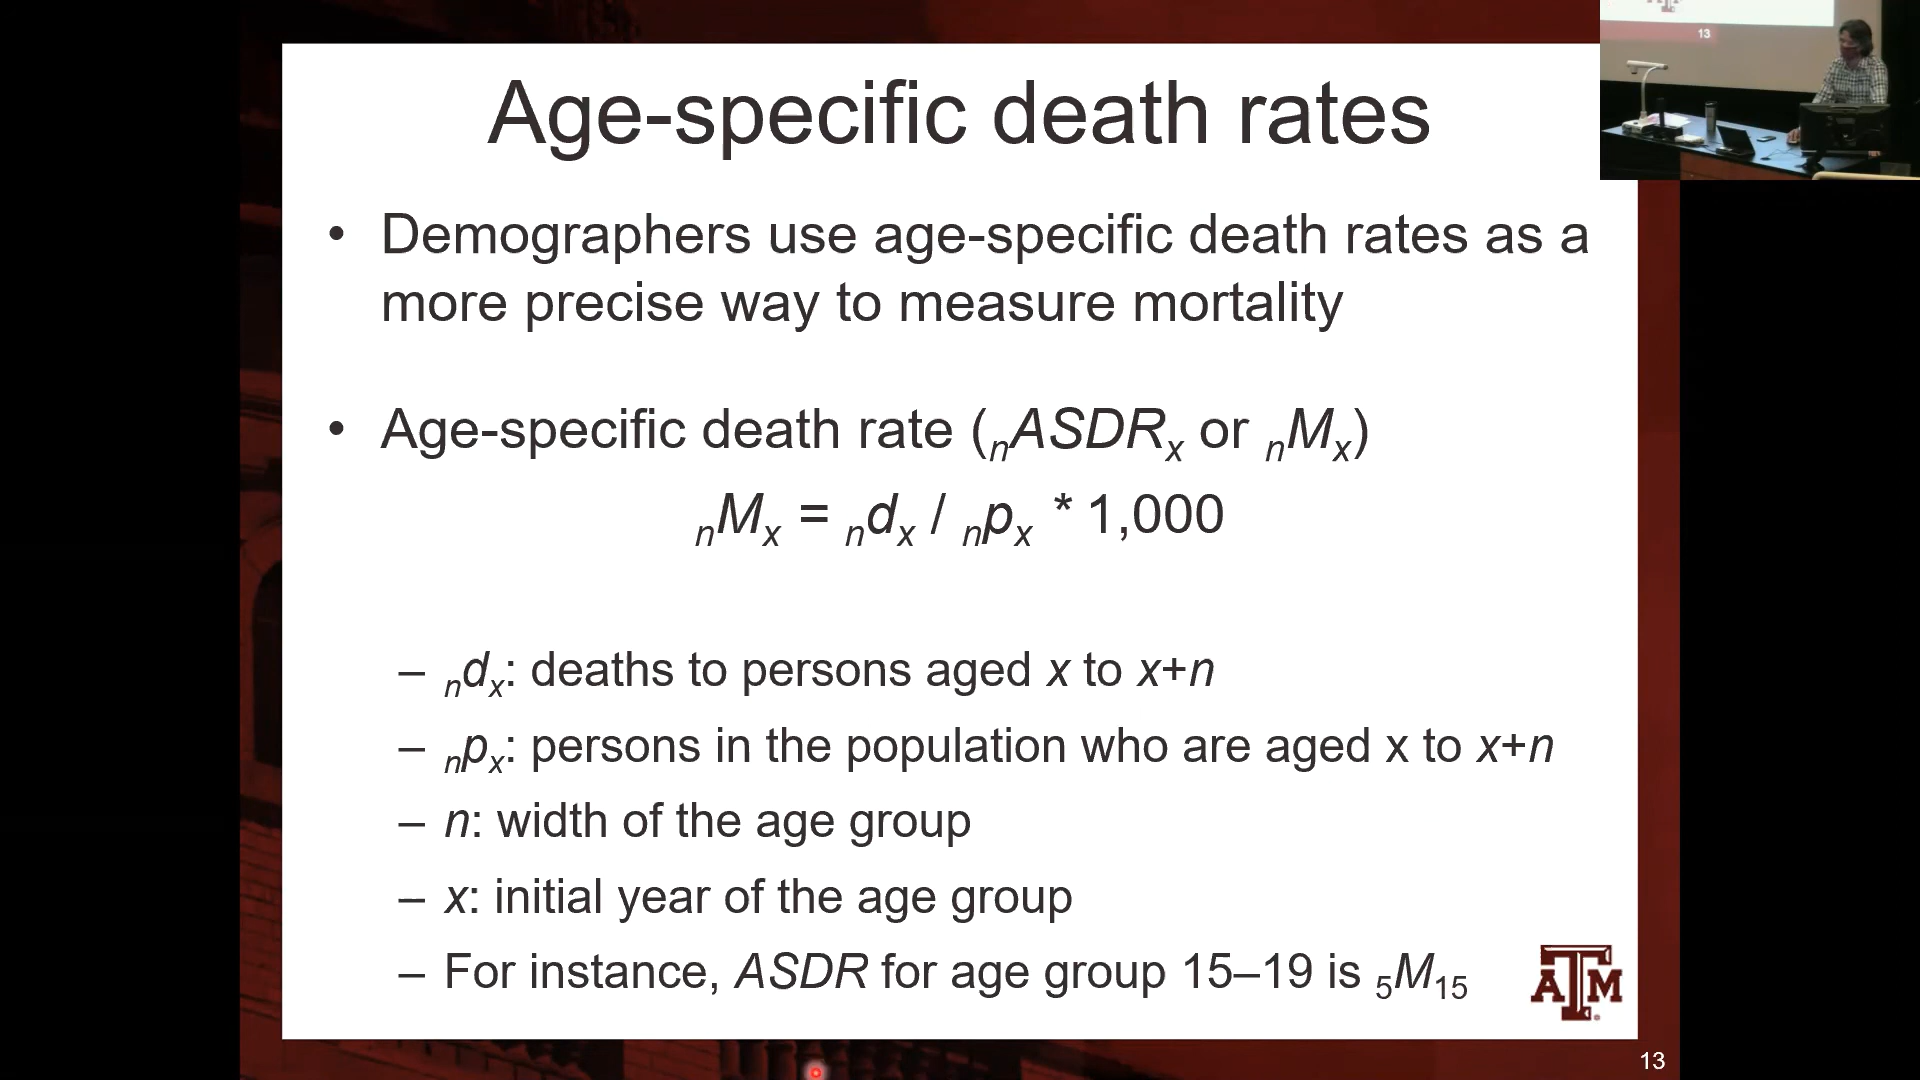 Age-specific death rates
• Demographers use age-specific death rates as a
more precise way to measure mortality
• Age-specific death rate (ₙASDRₓ or ₙMₓ)
ₙMₓ = ₙdₓ / ₙpₓ * 1,000
– ₙdₓ: deaths to persons aged x to x+n
– ₙpₓ: persons in the population who are aged x to x+n
– n: width of the age group
– x: initial year of the age group
– For instance, ASDR for age group 15–19 is ₅M₁₅
ATM
13
13